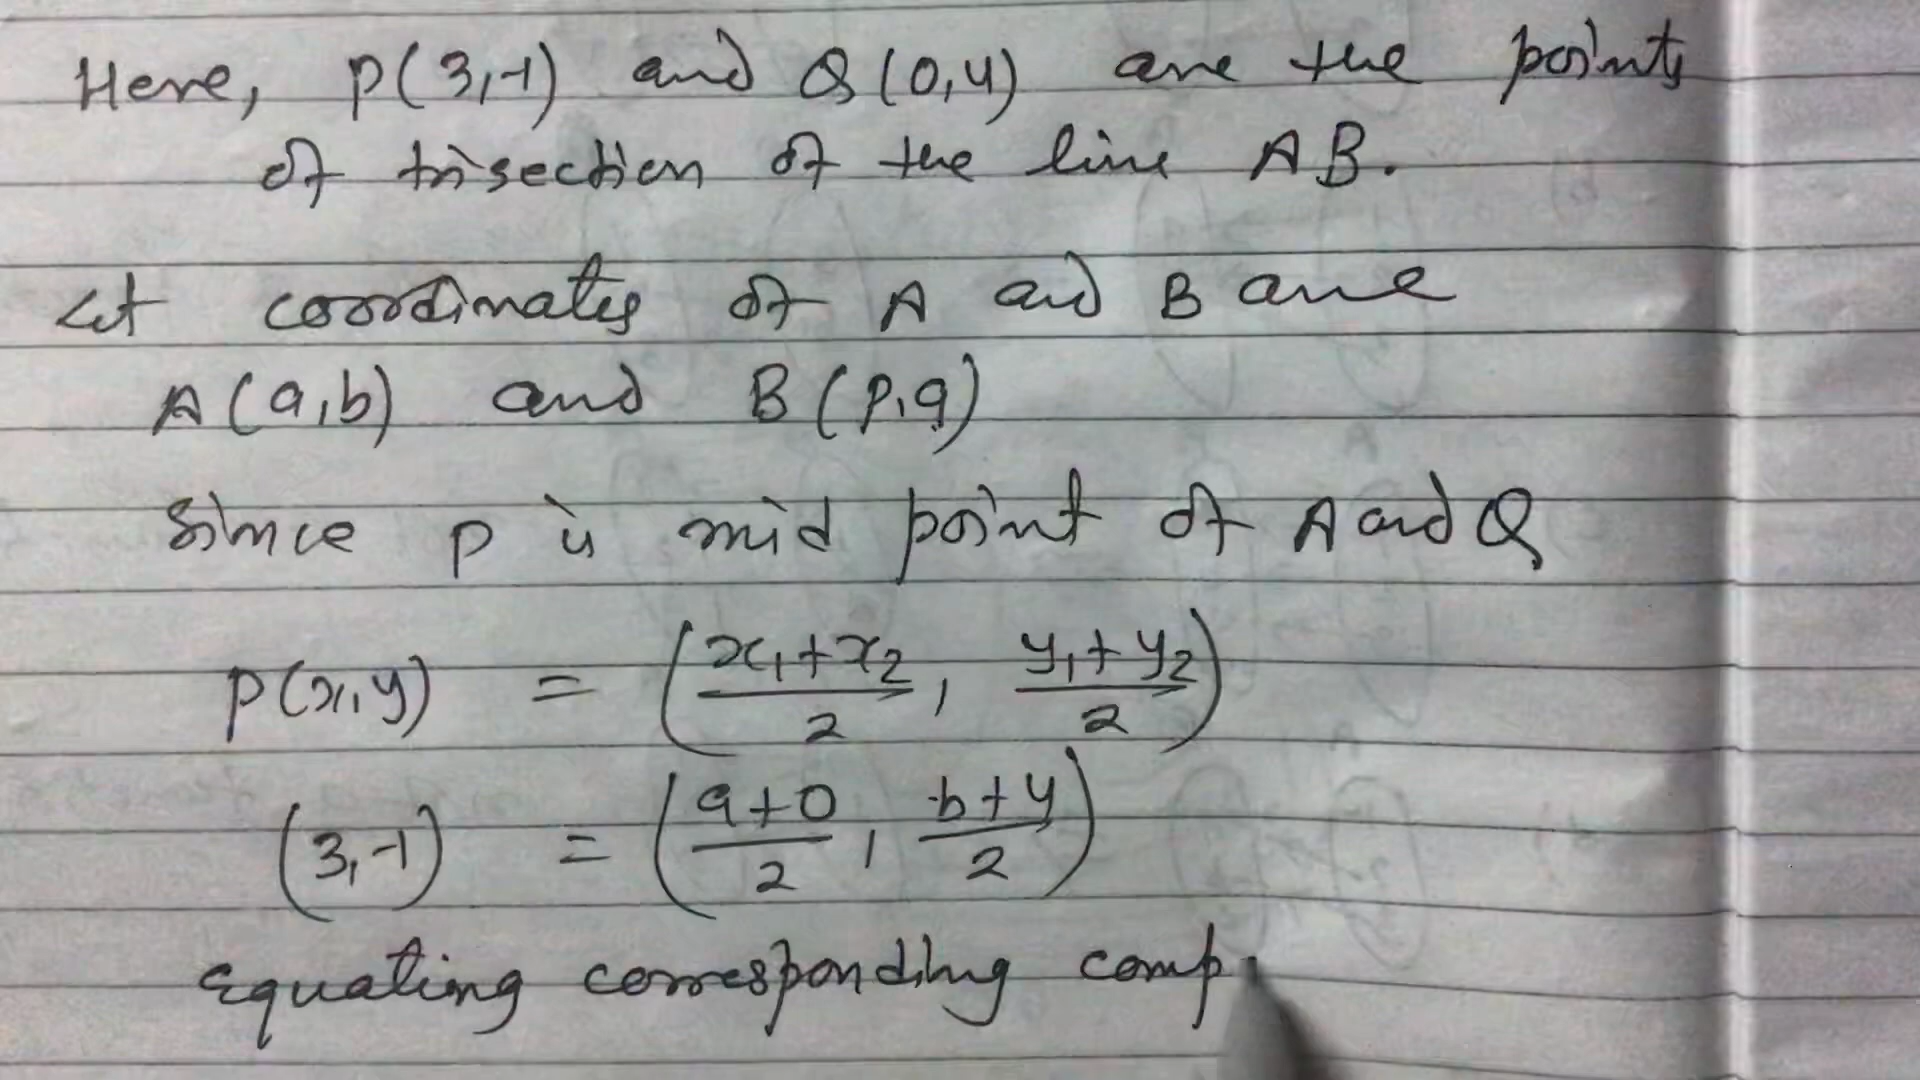 Here, P(3,-1) and Q(0,4) are the points
of trisection of the line AB.
Let coordinates of A and B are
A(a,b) and B(p,q)
Since P is mid point of A and Q
P(x,y) = (x₁+x₂/2, y₁+y₂/2)
(3,-1) = (a+0/2, b+4/2)
Equating corresponding comp